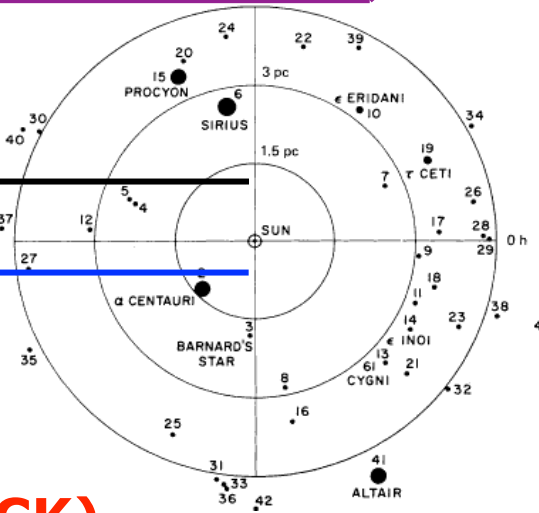 24
22
39
20
15
PROCYON
3 pc
6
SIRIUS
ε ERIDANI
10
34
30
40
19
τ CETI
1,5 pc
7
5
4
26
37
12
SUN
17
28
0 h
29
27
9
2
α CENTAURI
18
11
38
3
BARNARD'S
STAR
14
ε INOI
23
4
35
13
61
CYGNI
21
8
32
16
25
31
33
36
41
ALTAIR
42
CK)